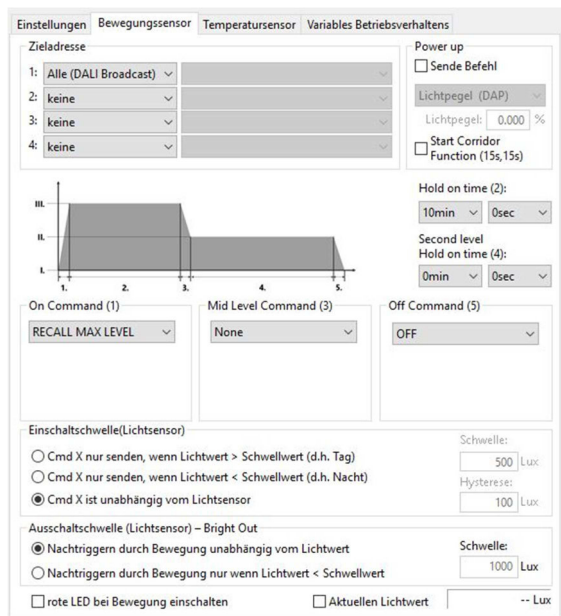 Einstellungen Bewegungssensor Temperatursensor Variables Betriebsverhaltens
Zieladresse
1: Alle (DALI Broadcast)
2: keine
3: keine
4: keine
Power up
Sende Befehl
Lichtpegel (DAP)
Lichtpegel: 0.000 %
Start Corridor
Function (15s,15s)
III.
II.
I.
1. 2. 3. 4. 5.
Hold on time (2):
10min 0sec
Second level
Hold on time (4):
0min 0sec
On Command (1)
RECALL MAX LEVEL
Mid Level Command (3)
None
Off Command (5)
OFF
Einschaltschwelle(Lichtsensor)
Cmd X nur senden, wenn Lichtwert > Schwellwert (d.h. Tag)
Cmd X nur senden, wenn Lichtwert < Schwellwert (d.h. Nacht)
Cmd X ist unabhängig vom Lichtsensor
Schwelle:
500 Lux
Hysterese:
100 Lux
Ausschaltschwelle (Lichtsensor) – Bright Out
Nachtriggern durch Bewegung unabhängig vom Lichtwert
Nachtriggern durch Bewegung nur wenn Lichtwert < Schwellwert
Schwelle:
1000 Lux
rote LED bei Bewegung einschalten
Aktuellen Lichtwert -- Lux